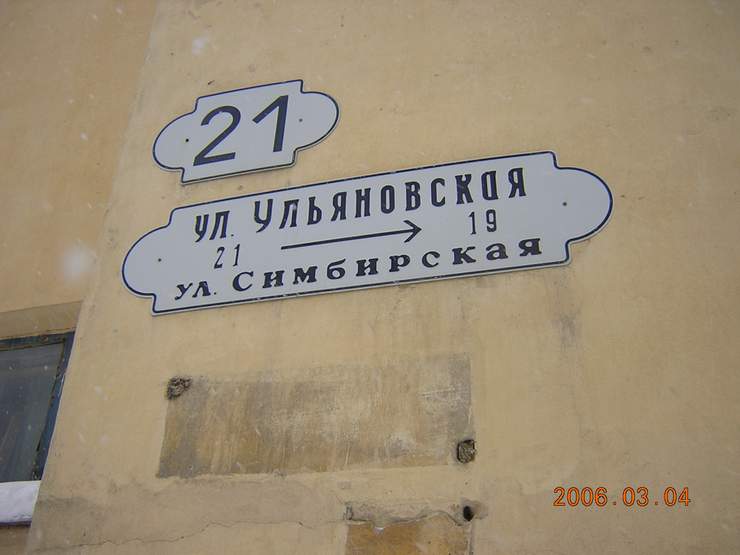 21
УЛ. УЛЬЯНОВСКАЯ
21 → 19
УЛ. СИМБИРСКАЯ
2006.03.04